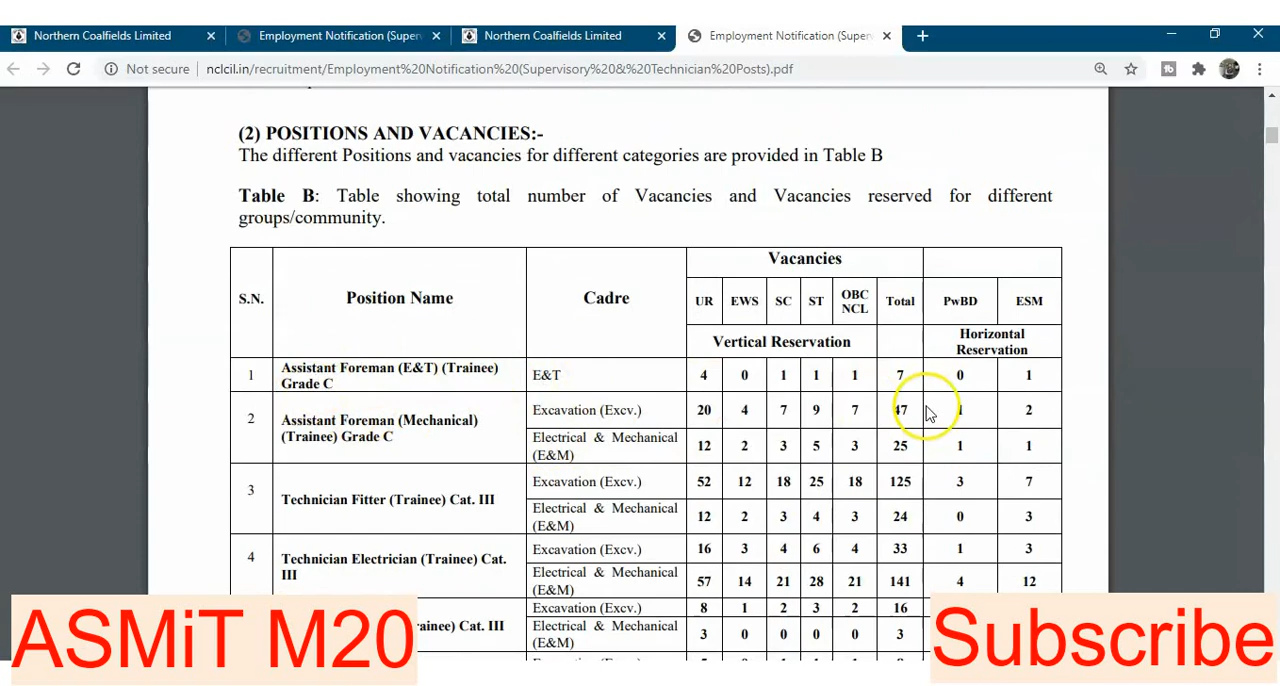 Northern Coalfields Limited
Employment Notification (Super
Northern Coalfields Limited
Employment Notification (Super
Not secure
nclcil.in/recruitment/Employment%20Notification%20(Supervisory%20&%20Technician%20Posts).pdf
(2) POSITIONS AND VACANCIES:-
The different Positions and vacancies for different categories are provided in Table B
Table B: Table showing total number of Vacancies and Vacancies reserved for different
groups/community.
S.N. Position Name Cadre Vacancies
UR EWS SC ST OBC NCL Total PwBD ESM
Vertical Reservation Horizontal Reservation
1 Assistant Foreman (E&T) (Trainee) Grade C E&T 4 0 1 1 1 7 0 1
2 Assistant Foreman (Mechanical) (Trainee) Grade C Excavation (Excv.) 20 4 7 9 7 47 1 2
Electrical & Mechanical (E&M) 12 2 3 5 3 25 1 1
3 Technician Fitter (Trainee) Cat. III Excavation (Excv.) 52 12 18 25 18 125 3 7
Electrical & Mechanical (E&M) 12 2 3 4 3 24 0 3
4 Technician Electrician (Trainee) Cat. III Excavation (Excv.) 16 3 4 6 4 33 1 3
Electrical & Mechanical (E&M) 57 14 21 28 21 141 4 12
Cat. III Excavation (Excv.) 8 1 2 3 2 16
Electrical & Mechanical (E&M) 3 0 0 0 0 3
ASMiT M20
Subscribe